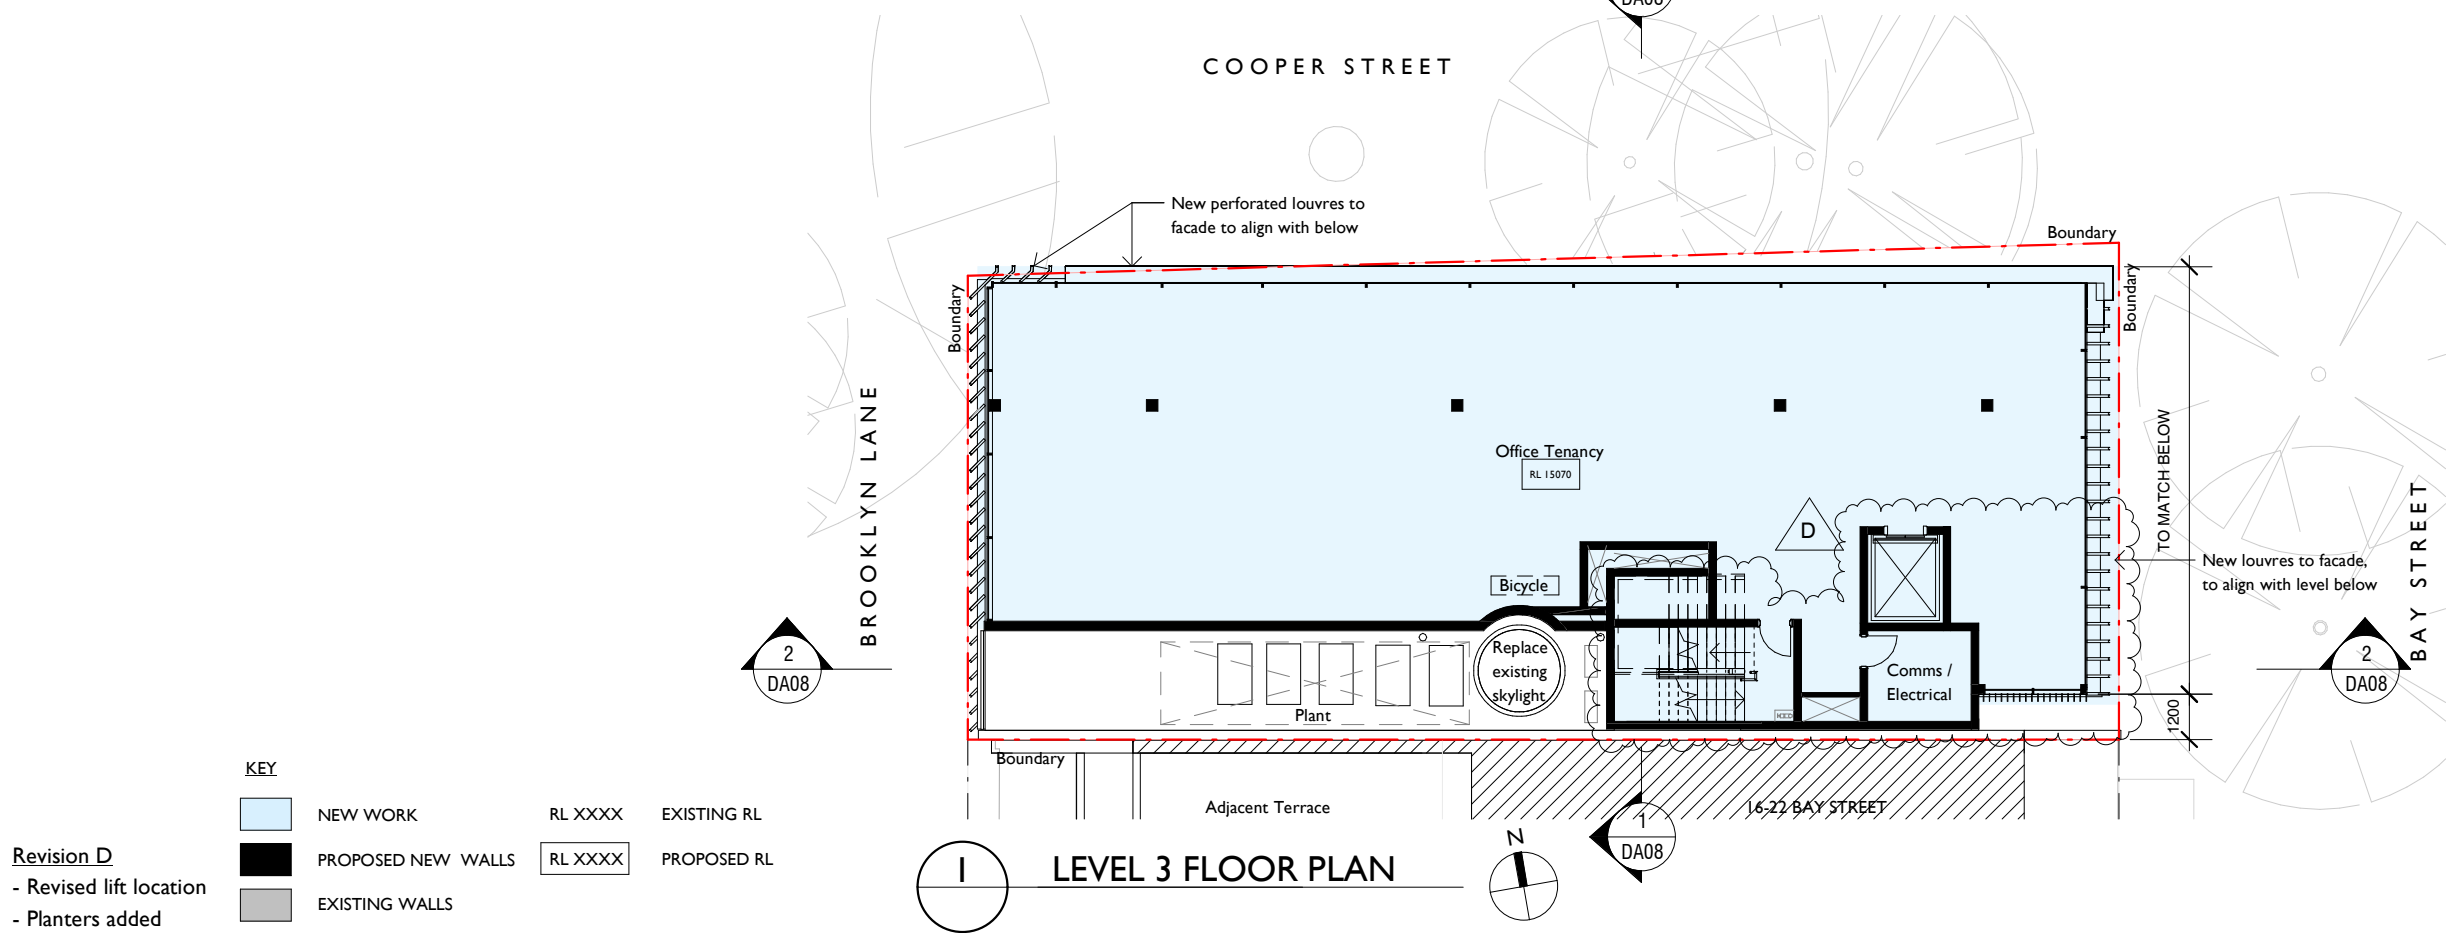 DA08
COOPER STREET
New perforated louvres to
facade to align with below
Boundary
Boundary
Boundary
BROOKLYN LANE
Office Tenancy
RL 15070
TO MATCH BELOW
D
Bicycle
New louvres to facade,
to align with level below
BAY STREET
2
DA08
Replace
existing
skylight
Comms /
Electrical
2
DA08
Plant
1200
Boundary
Adjacent Terrace
16-22 BAY STREET
1
DA08
N
1
LEVEL 3 FLOOR PLAN
KEY
NEW WORK
RL XXXX
EXISTING RL
PROPOSED NEW WALLS
RL XXXX
PROPOSED RL
EXISTING WALLS
Revision D
- Revised lift location
- Planters added